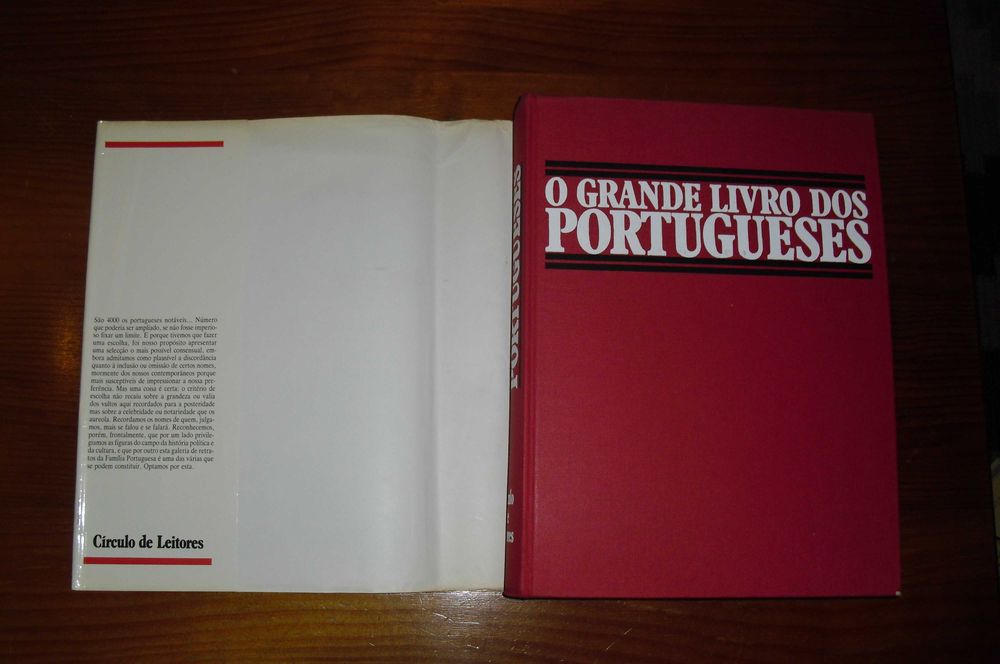 São 4000 os portugueses notáveis... Número
que poderia ser ampliado, se não fosse imperio-
so fixar um limite. E porque tivemos que fazer
uma escolha, foi nosso propósito apresentar
uma selecção o mais possível consensual, em-
bora admitamos como plausível a discordância
quanto à inclusão ou omissão de certos nomes,
mormente dos nossos contemporâneos porque
mais susceptíveis de impressionar a nossa pre-
ferência. Mas uma coisa é certa: o critério de
escolha não recaiu sobre a grandeza ou valia
dos vultos aqui recordados para a posteridade
mas sobre a celebridade ou notariedade que os
aureola. Recordamos os nomes de quem, julga-
mos, mais se falou e se falará. Reconhecemos,
porém, frontalmente, que por um lado privile-
giamos as figuras do campo da história política e
da cultura, e que por outro esta galeria de retra-
tos da Família Portuguesa é uma das várias que
se podem constituir. Optamos por esta.
Círculo de Leitores
O GRANDE LIVRO DOS
PORTUGUESES